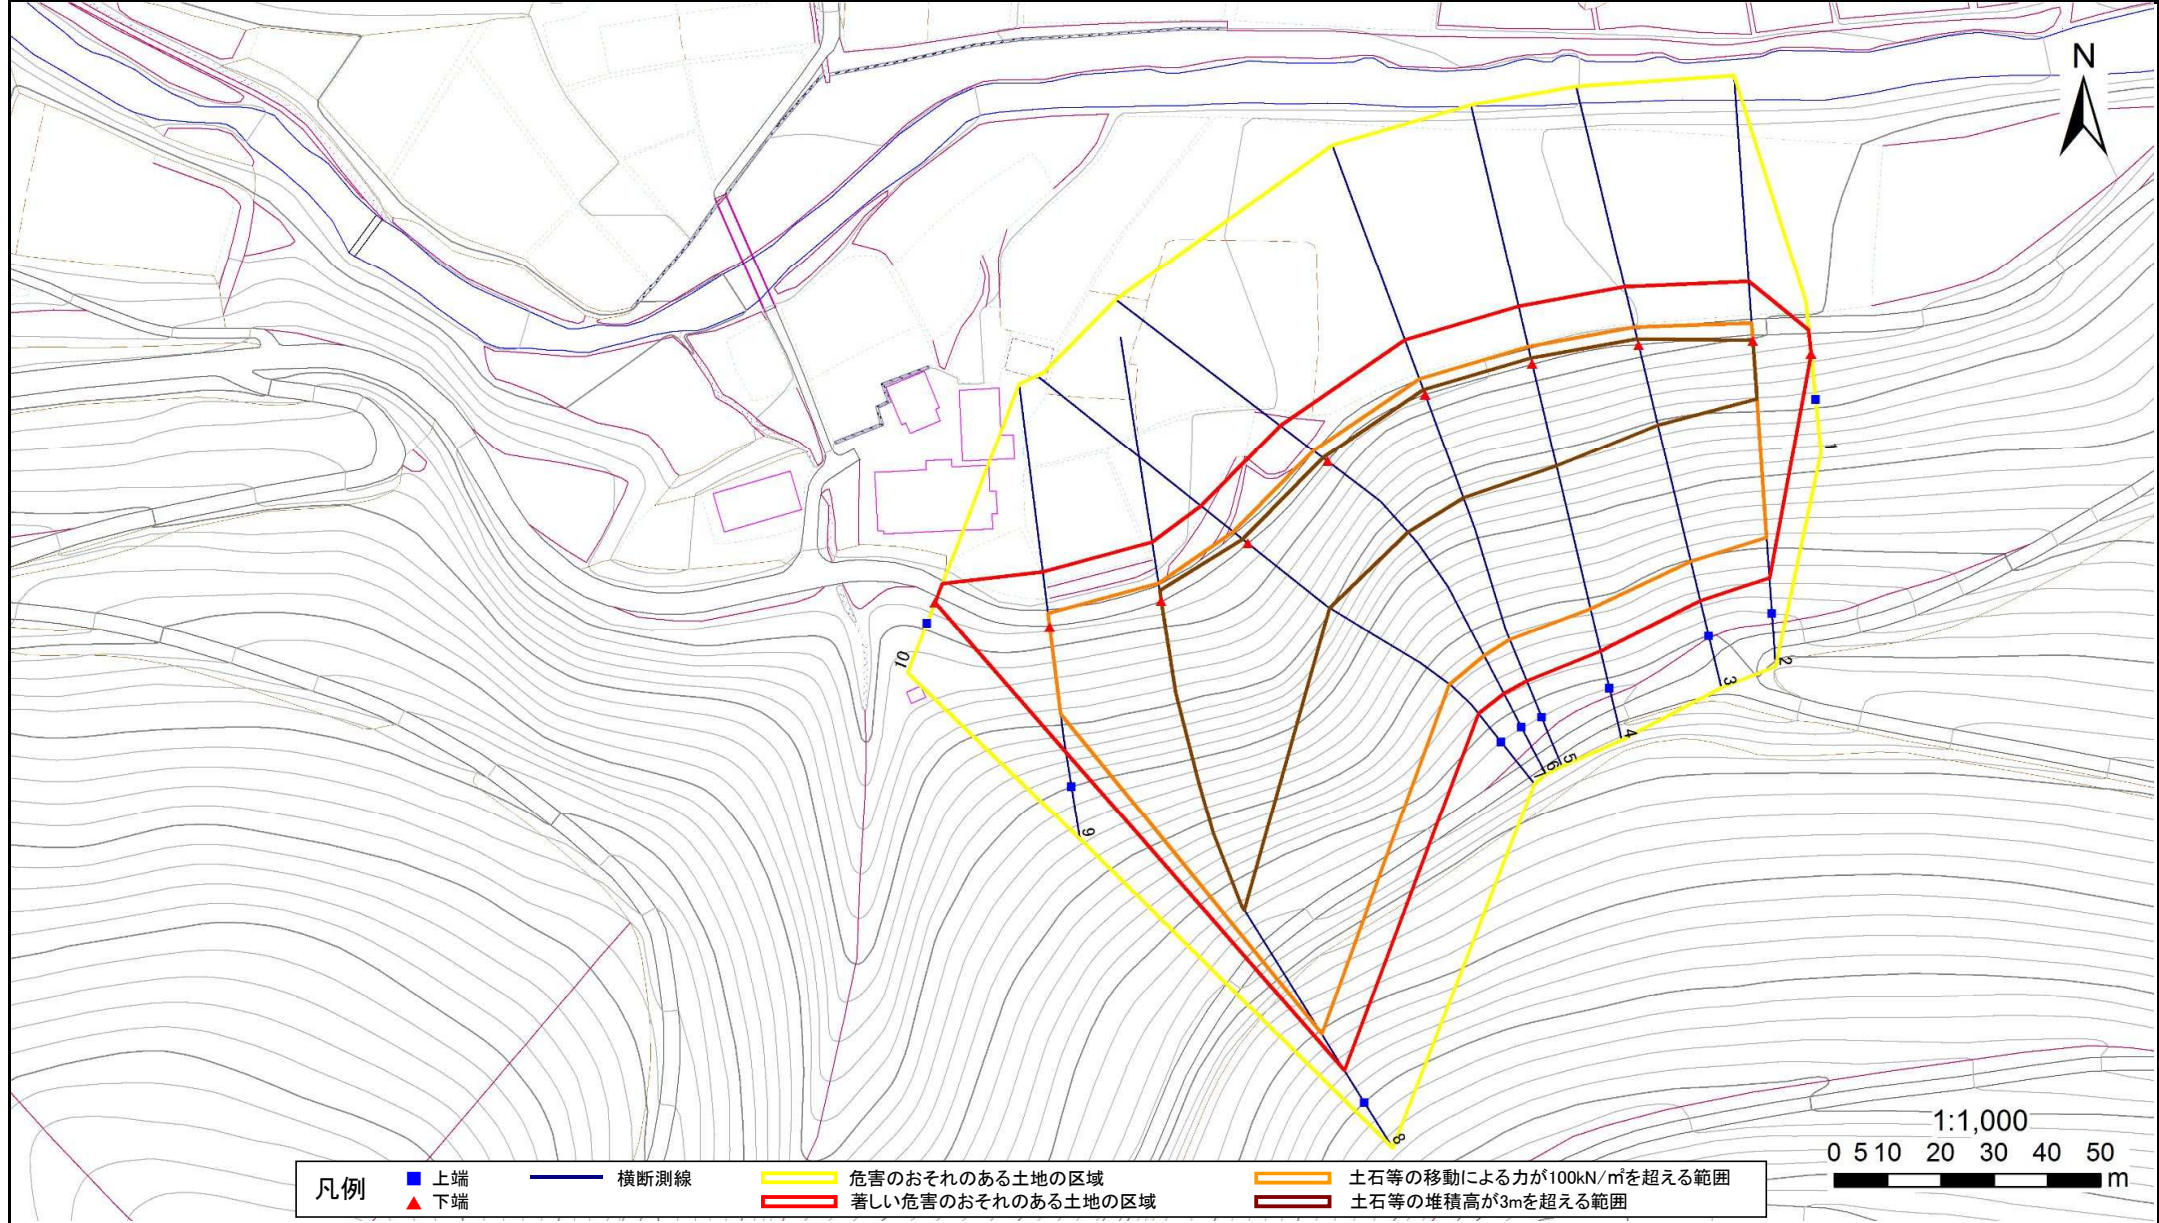 N
1
2
3
4
5
6
7
8
9
10
1:1,000
0 5 10 20 30 40 50
m
凡例
上端
横断測線
危害のおそれのある土地の区域
土石等の移動による力が100kN/㎡を超える範囲
下端
著しい危害のおそれのある土地の区域
土石等の堆積高が3mを超える範囲